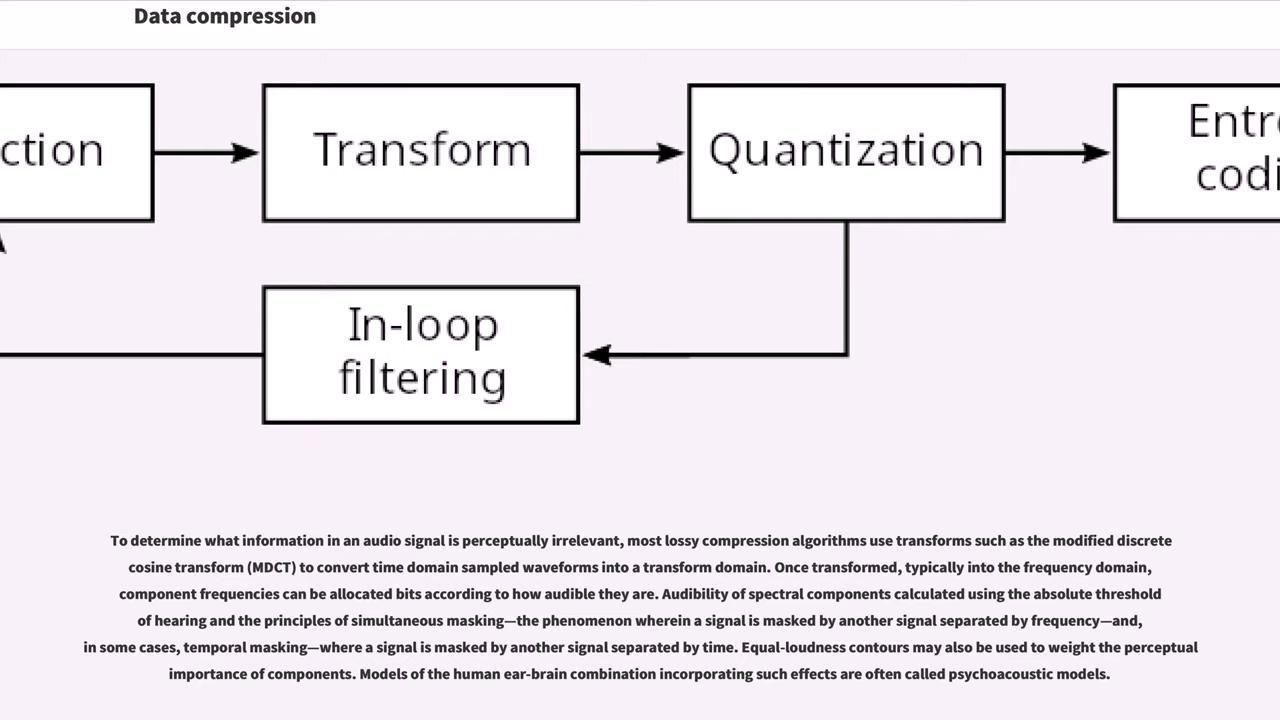 Data compression
ction
Transform
Quantization
Entro
codi
In-loop
filtering
To determine what information in an audio signal is perceptually irrelevant, most lossy compression algorithms use transforms such as the modified discrete
cosine transform (MDCT) to convert time domain sampled waveforms into a transform domain. Once transformed, typically into the frequency domain,
component frequencies can be allocated bits according to how audible they are. Audibility of spectral components calculated using the absolute threshold
of hearing and the principles of simultaneous masking—the phenomenon wherein a signal is masked by another signal separated by frequency—and,
in some cases, temporal masking—where a signal is masked by another signal separated by time. Equal-loudness contours may also be used to weight the perceptual
importance of components. Models of the human ear-brain combination incorporating such effects are often called psychoacoustic models.